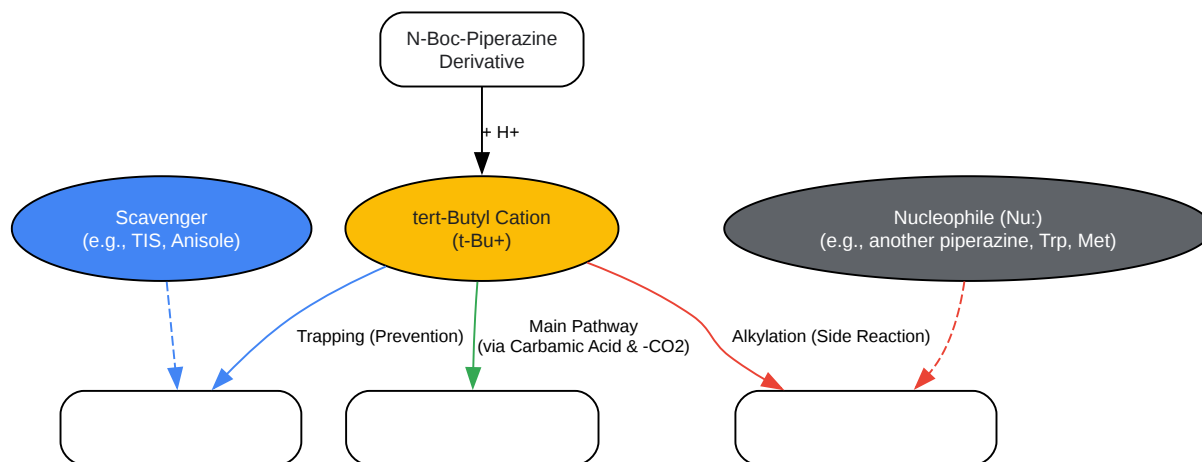 N-Boc-Piperazine
Derivative
+ H+
Scavenger
(e.g., TIS, Anisole)
tert-Butyl Cation
(t-Bu+)
Nucleophile (Nu:)
(e.g., another piperazine, Trp, Met)
Trapping (Prevention)
Main Pathway
(via Carbamic Acid & -CO2)
Alkylation (Side Reaction)